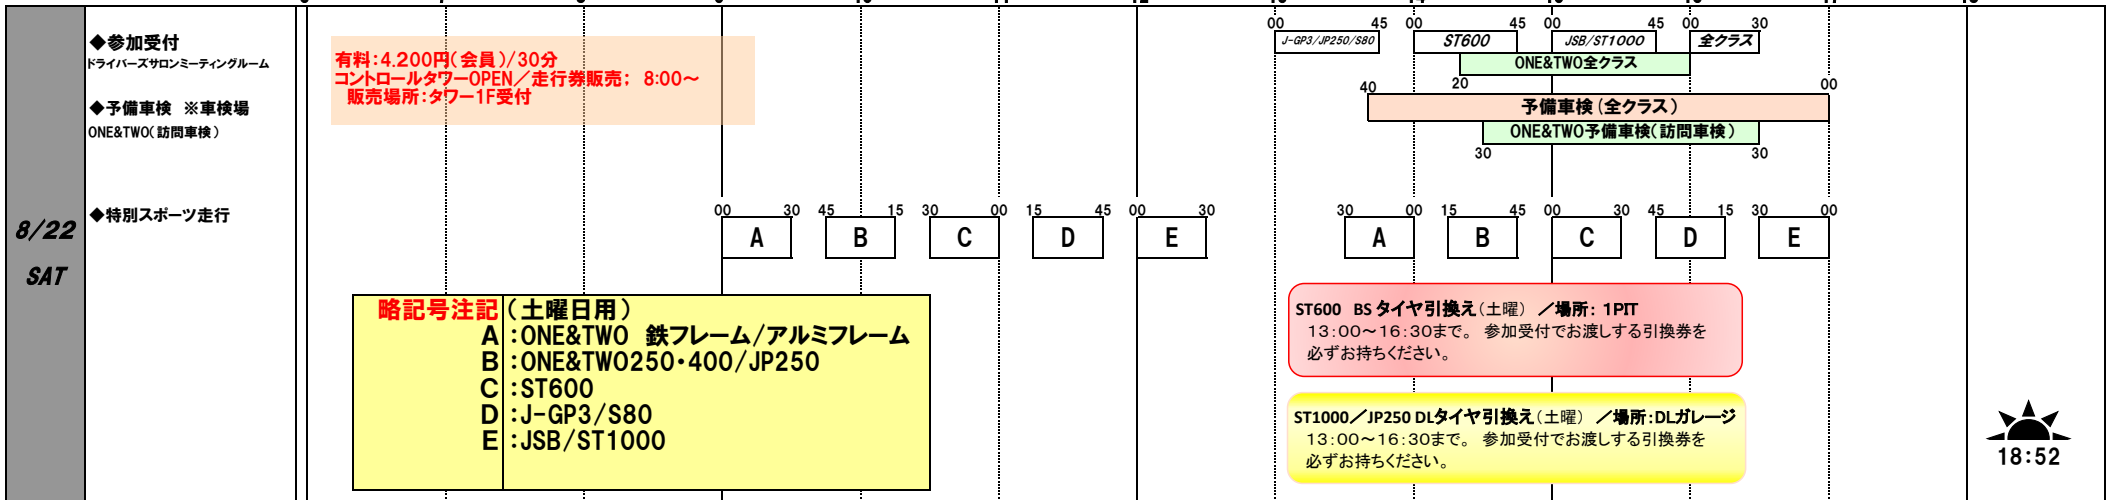 00 45 00 45 00 45 00 30
◆参加受付
ドライバーズサロンミーティングルーム
J-GP3/JP250/S80 ST600 JSB/ST1000 全クラス
ONE&TWO全クラス
有料:4.200円(会員)/30分
コントロールタワーOPEN/走行券販売; 8:00~
販売場所:タワー1F受付
40 20 00
◆予備車検 ※車検場
予備車検(全クラス)
ONE&TWO(訪問車検)
ONE&TWO予備車検(訪問車検)
30 30
◆特別スポーツ走行
00 30 45 15 30 00 15 45 00 30 30 00 15 45 00 30 45 15 30 00
A B C D E A B C D E
8/22
SAT
略記号注記(土曜日用)
A:ONE&TWO 鉄フレーム/アルミフレーム
B:ONE&TWO250・400/JP250
C:ST600
D:J-GP3/S80
E:JSB/ST1000
ST600 BS タイヤ引換え(土曜) /場所: 1PIT
13:00~16:30まで。 参加受付でお渡しする引換券を
必ずお持ちください。
ST1000/JP250 DLタイヤ引換え(土曜) /場所:DLガレージ
13:00~16:30まで。 参加受付でお渡しする引換券を
必ずお持ちください。
18:52